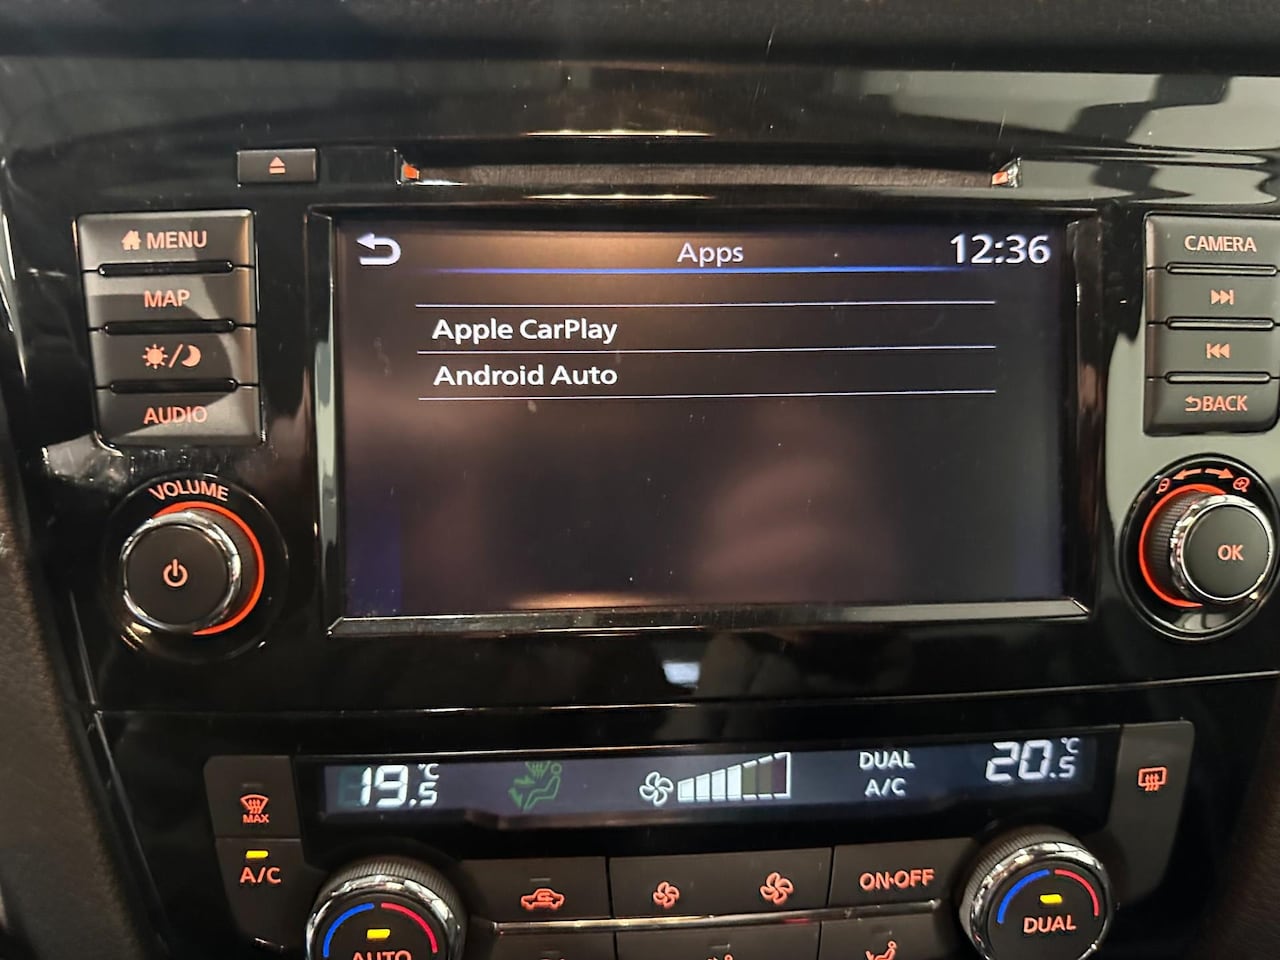 MENU
MAP
AUDIO
VOLUME
Apps
12:36
Apple CarPlay
Android Auto
CAMERA
BACK
OK
19.5°C
DUAL
A/C
20.5°C
MAX
A/C
ON•OFF
AUTO
DUAL